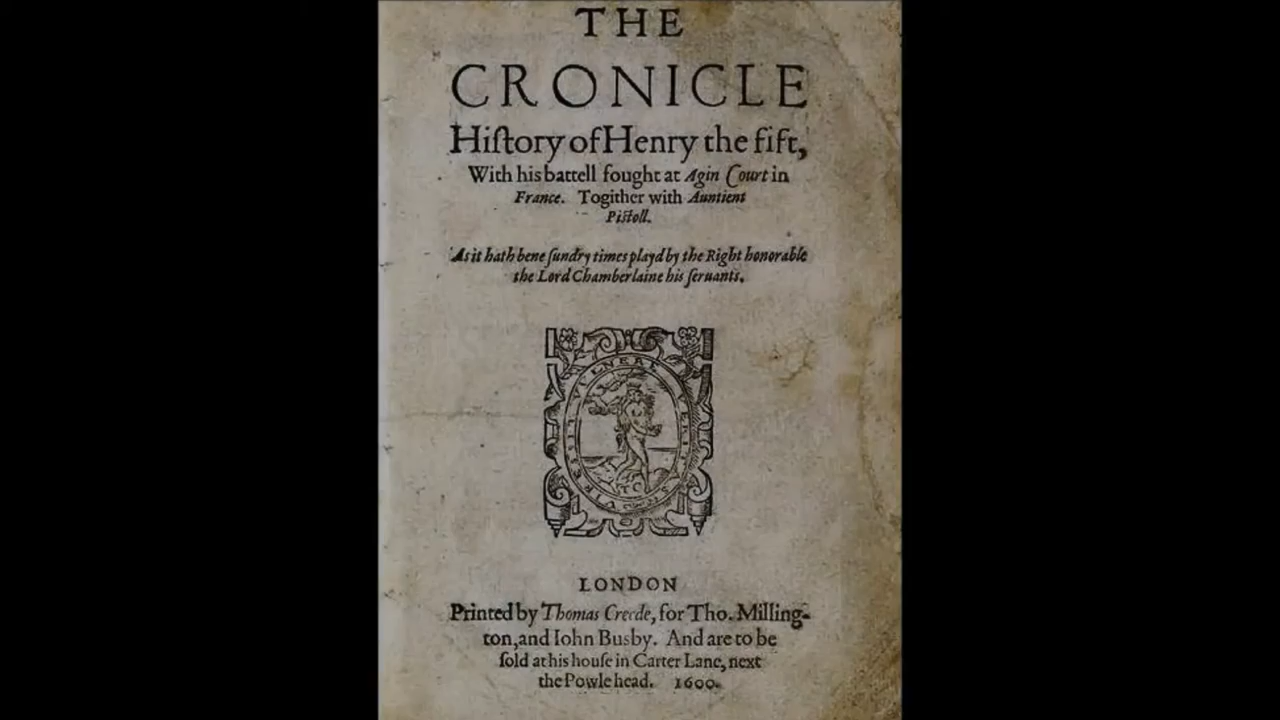 THE
CRONICLE
Hiſtory of Henry the fift,
With his battell fought at Agin Court in
France. Togither with Auntient
Piſtoll.
As it hath bene ſundry times playd by the Right honorable
the Lord Chamberlaine his ſeruants.
VIRESSIT VULNERE VERITAS
LONDON
Printed by Thomas Creede, for Tho. Milling-
ton, and Iohn Busby. And are to be
ſold at his houſe in Carter Lane, next
the Powle head. 1600.